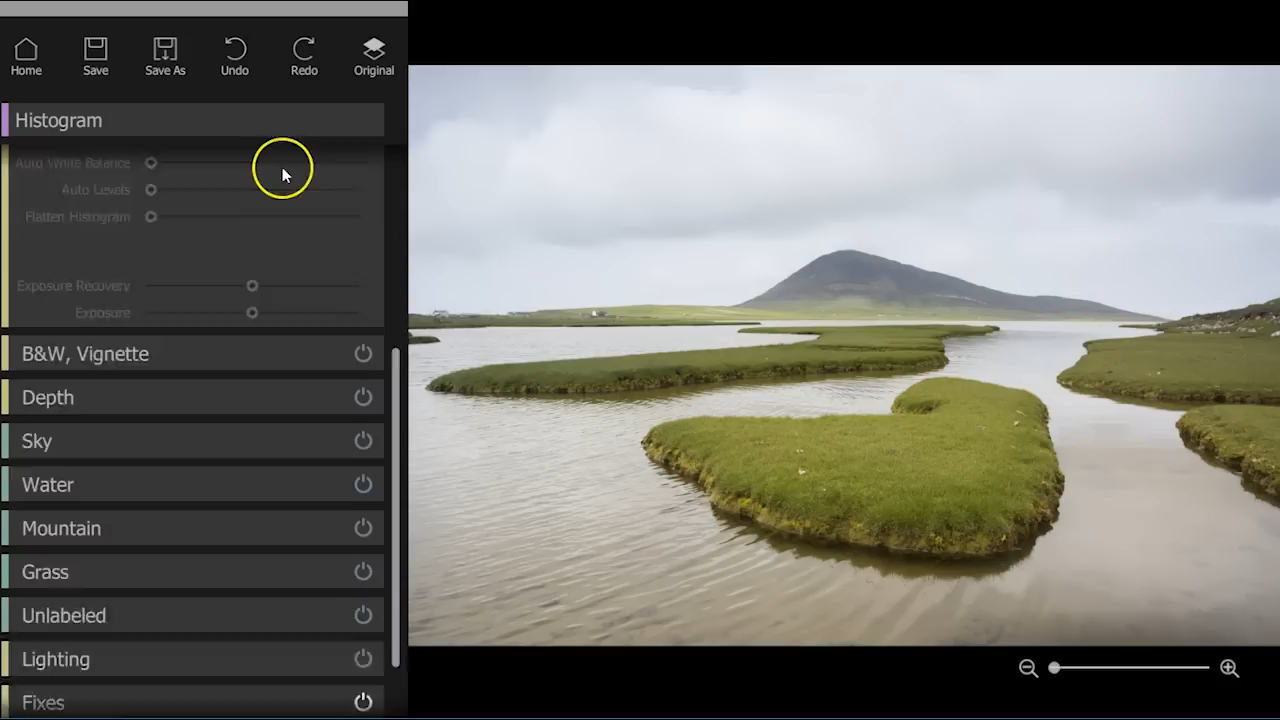 Home Save Save As Undo Redo Original
Histogram
Auto White Balance
Auto Levels
Flatten Histogram
Exposure Recovery
Exposure
B&W, Vignette
Depth
Sky
Water
Mountain
Grass
Unlabeled
Lighting
Fixes